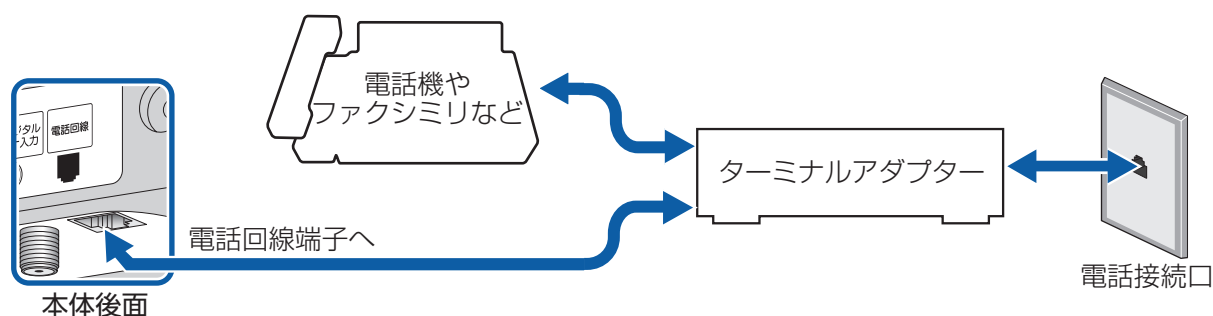 電話機や
ファクシミリなど
電話回線
入力
ターミナルアダプター
電話回線端子へ
電話接続口
本体後面